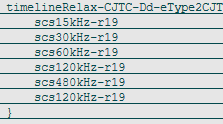 timelineRelax-CJTC-Dd-eType2CJT
scs15kHz-r19
scs30kHz-r19
scs60kHz-r19
scs120kHz-r19
scs480kHz-r19
scs120kHz-r19
}